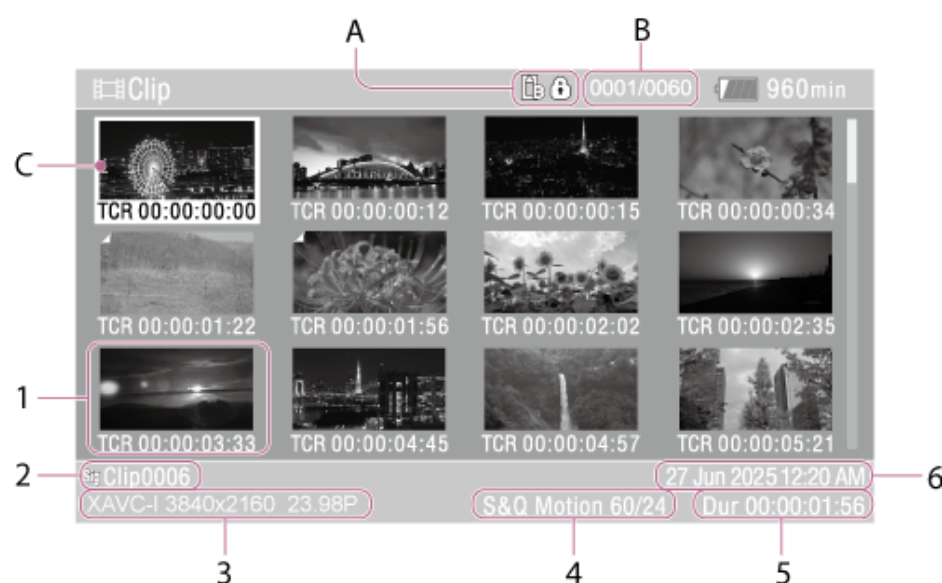 A
B
Clip
B
0001/0060
960min
C
TCR 00:00:00:00
TCR 00:00:00:12
TCR 00:00:00:15
TCR 00:00:00:34
TCR 00:00:01:22
TCR 00:00:01:56
TCR 00:00:02:02
TCR 00:00:02:35
1
TCR 00:00:03:33
TCR 00:00:04:45
TCR 00:00:04:57
TCR 00:00:05:21
2
Clip0006
27 Jun 2025 12:20 AM
6
XAVC-I 3840x2160 23.98P
S&Q Motion 60/24
Dur 00:00:01:56
3
4
5